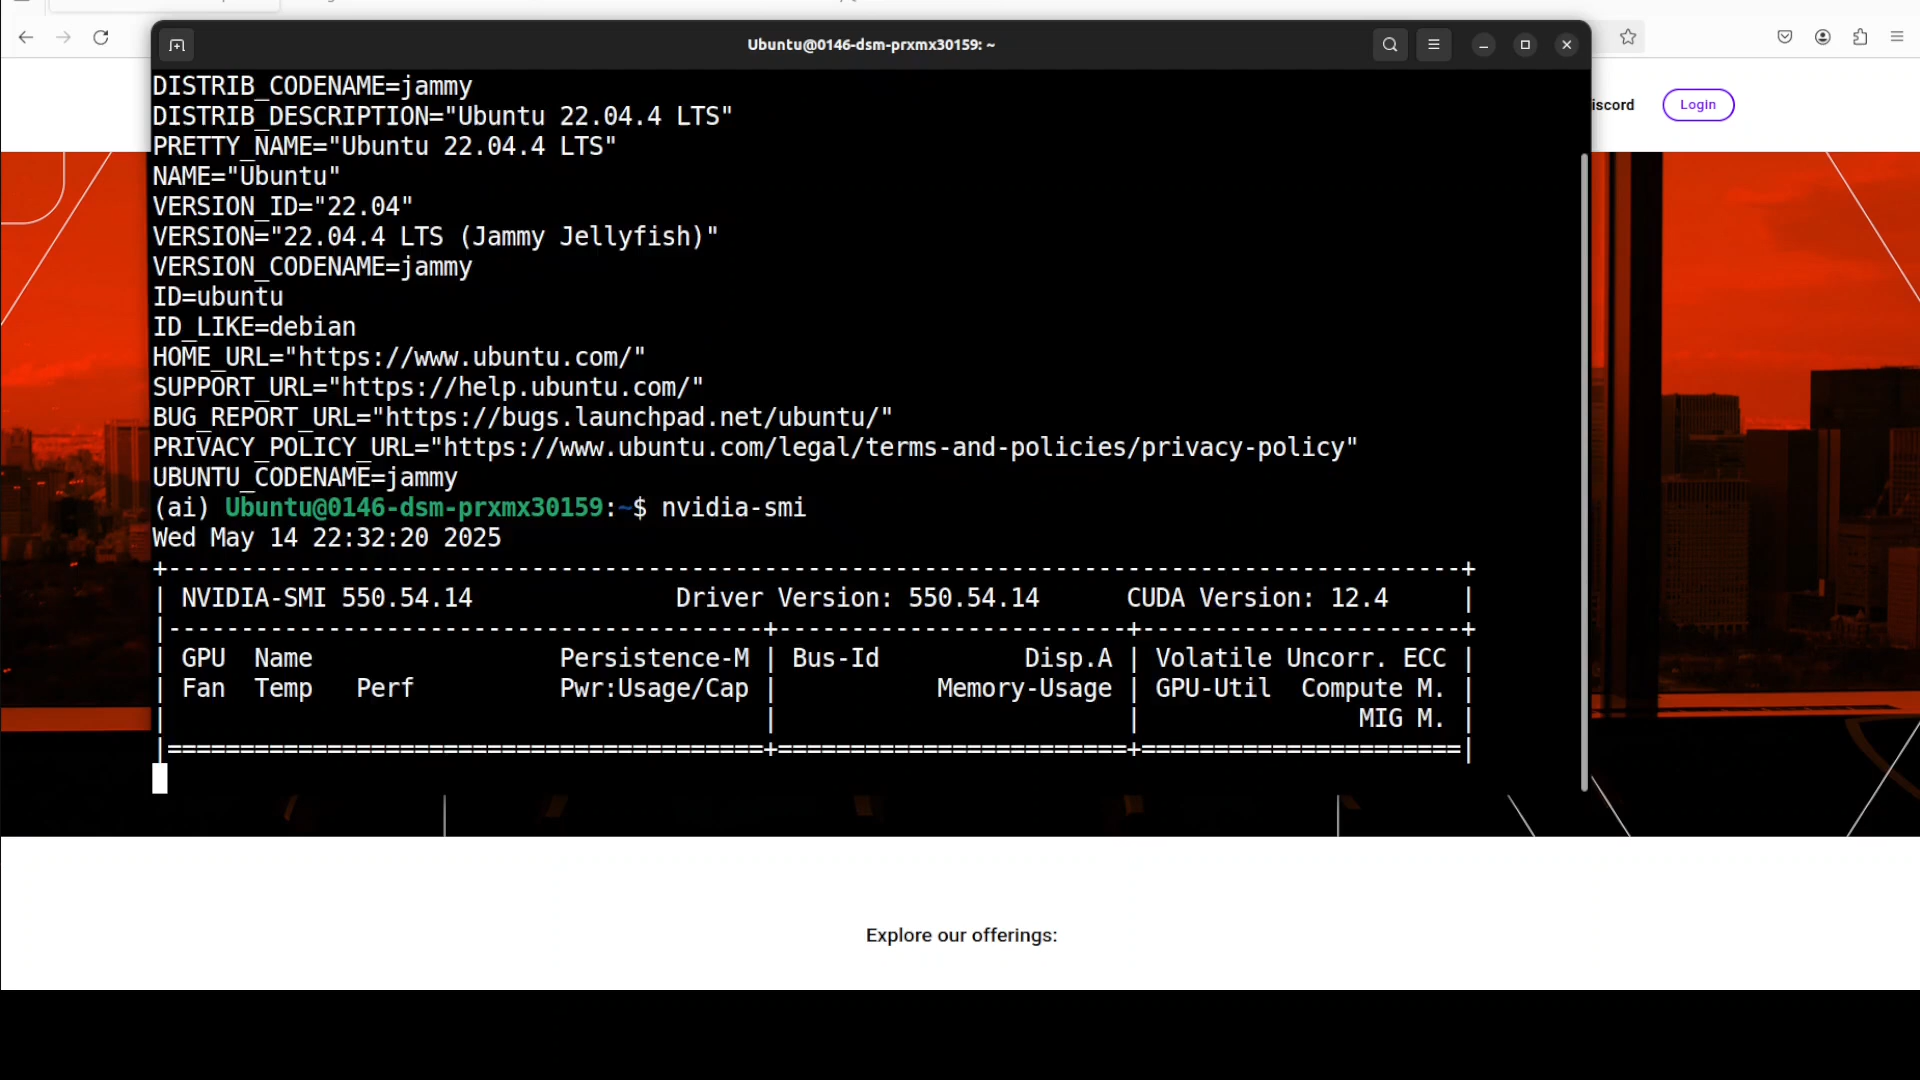 Ubuntu@0146-dsm-prxmx30159: ~
DISTRIB_CODENAME=jammy
DISTRIB_DESCRIPTION="Ubuntu 22.04.4 LTS"
PRETTY_NAME="Ubuntu 22.04.4 LTS"
NAME="Ubuntu"
VERSION_ID="22.04"
VERSION="22.04.4 LTS (Jammy Jellyfish)"
VERSION_CODENAME=jammy
ID=ubuntu
ID_LIKE=debian
HOME_URL="https://www.ubuntu.com/"
SUPPORT_URL="https://help.ubuntu.com/"
BUG_REPORT_URL="https://bugs.launchpad.net/ubuntu/"
PRIVACY_POLICY_URL="https://www.ubuntu.com/legal/terms-and-policies/privacy-policy"
UBUNTU_CODENAME=jammy
(ai) Ubuntu@0146-dsm-prxmx30159:~$ nvidia-smi
Wed May 14 22:32:20 2025
+-----------------------------------------------------------------------------------------+
| NVIDIA-SMI 550.54.14              Driver Version: 550.54.14      CUDA Version: 12.4     |
|-----------------------------------------+------------------------+----------------------+
| GPU  Name                 Persistence-M | Bus-Id          Disp.A | Volatile Uncorr. ECC |
| Fan  Temp   Perf          Pwr:Usage/Cap |           Memory-Usage | GPU-Util  Compute M. |
|                                         |                        |               MIG M. |
|=========================================+========================+======================|
iscord
Login
Explore our offerings: